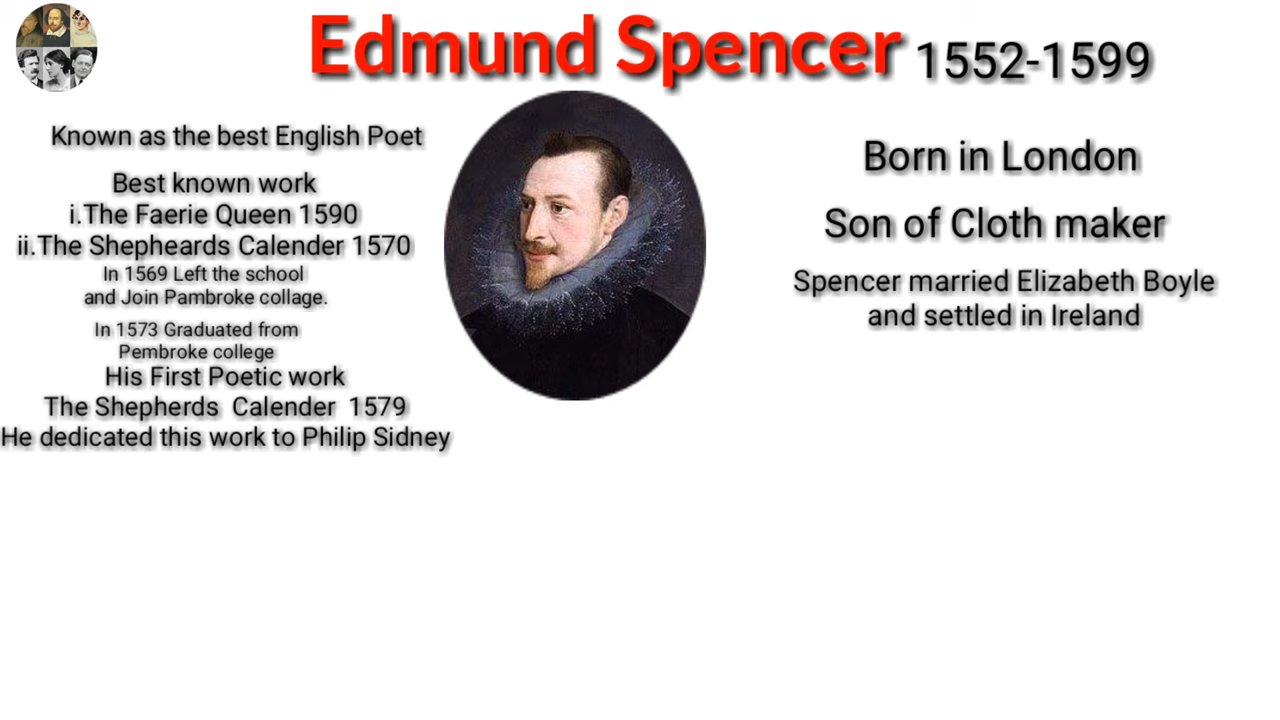 Edmund Spencer 1552-1599
Known as the best English Poet
Best known work
i.The Faerie Queen 1590
ii.The Shepheards Calender 1570
In 1569 Left the school
and Join Pambroke collage.
In 1573 Graduated from
Pembroke college
His First Poetic work
The Shepherds Calender 1579
He dedicated this work to Philip Sidney
Born in London
Son of Cloth maker
Spencer married Elizabeth Boyle
and settled in Ireland